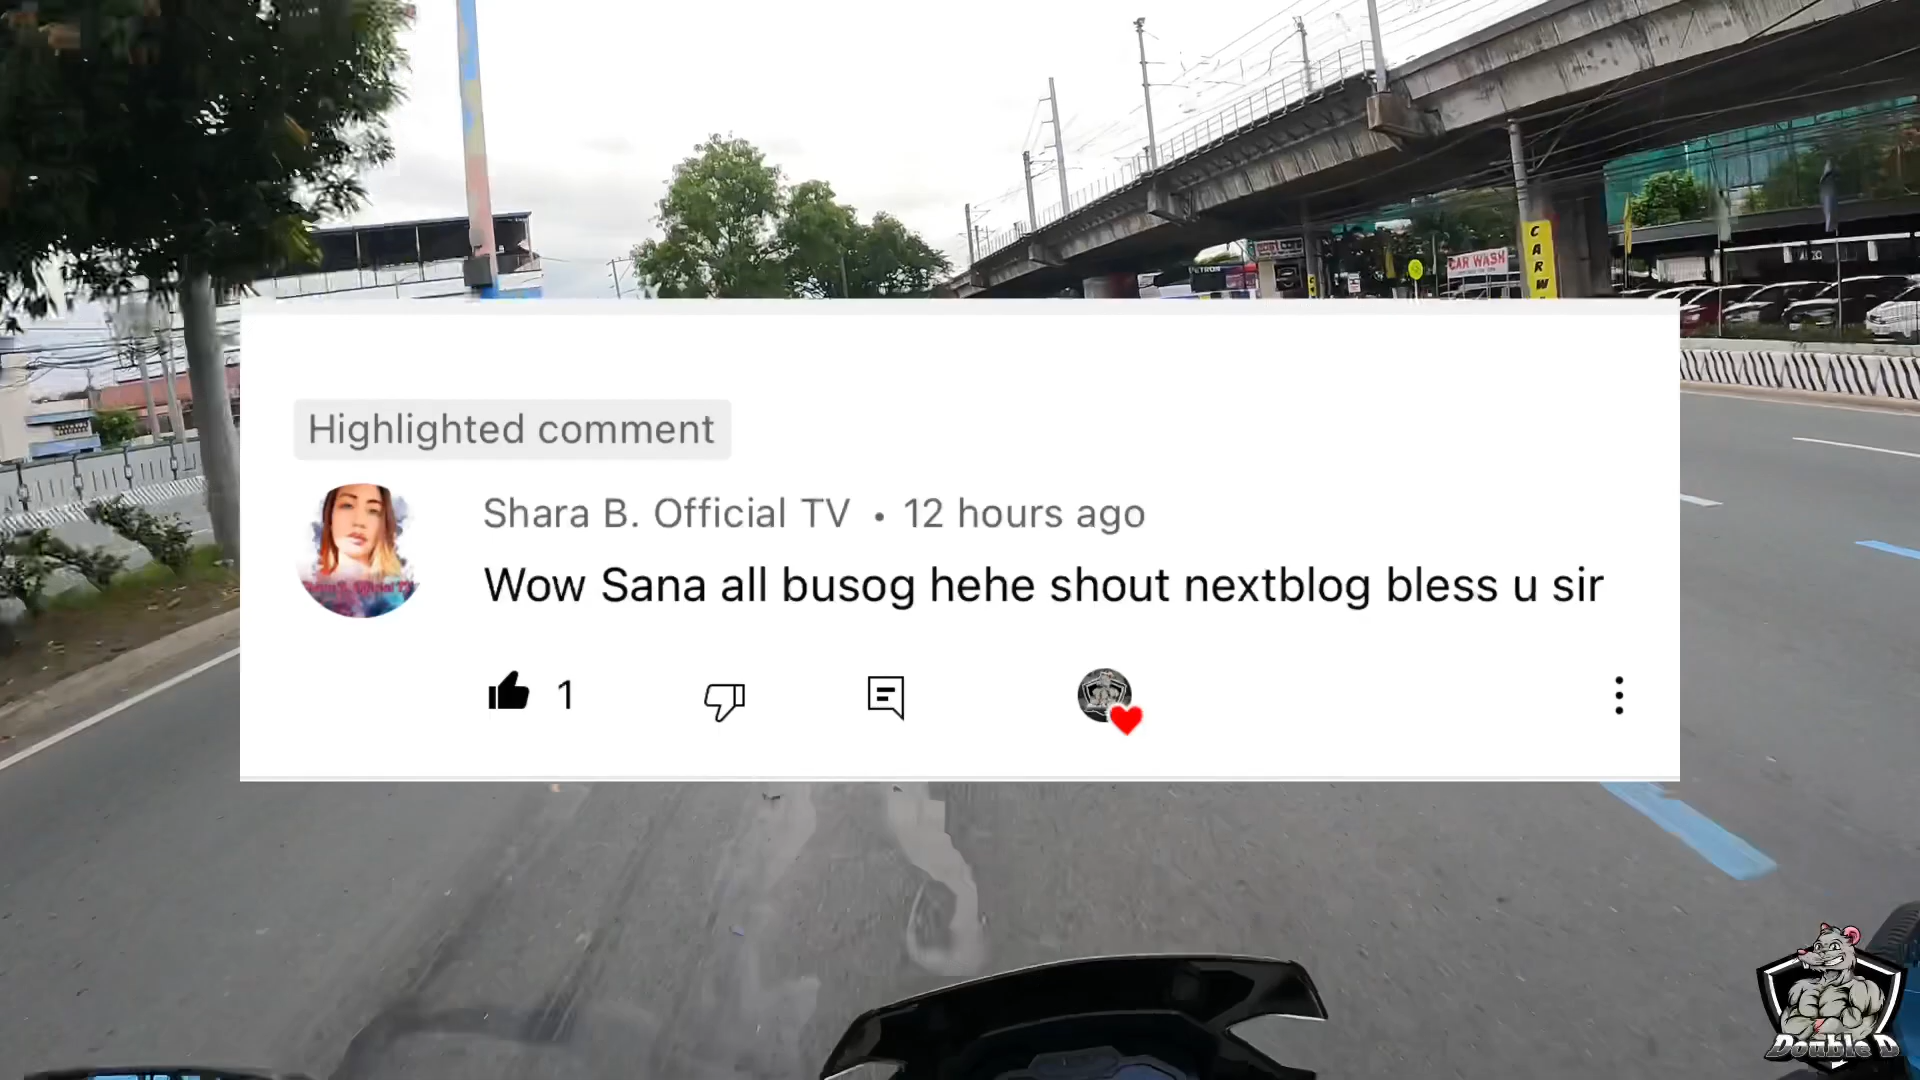 CAR WASH
CARW
PETRON
Highlighted comment
Shara B. Official TV • 12 hours ago
Wow Sana all busog hehe shout nextblog bless u sir
1
Double D